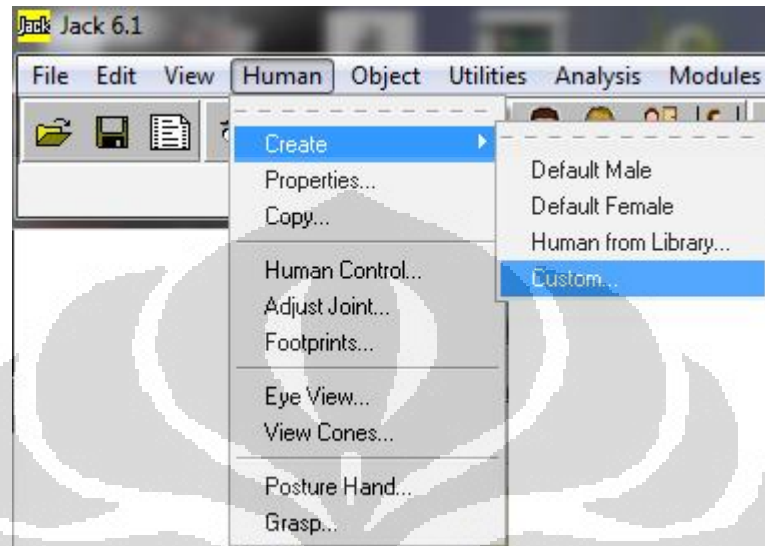 Jack Jack 6.1
File Edit View Human Object Utilities Analysis Modules
Create
Properties...
Copy...
Human Control...
Adjust Joint...
Footprints...
Eye View...
View Cones...
Posture Hand...
Grasp...
Default Male
Default Female
Human from Library...
Custom...